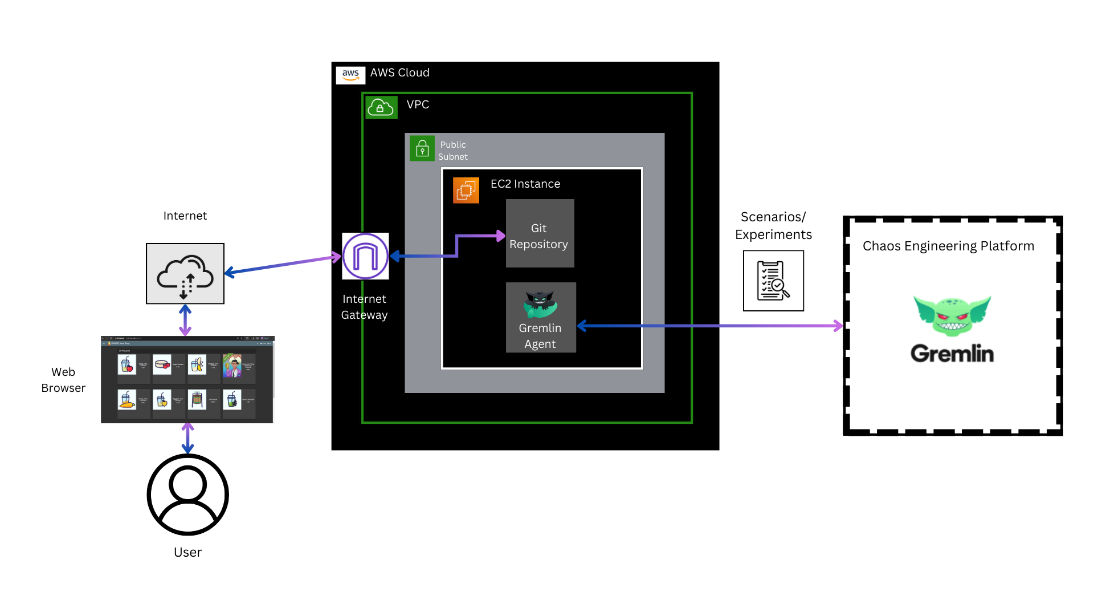 aws
AWS Cloud
VPC
Public
Subnet
EC2 Instance
Git
Repository
Internet
Internet
Gateway
Gremlin
Agent
Scenarios/
Experiments
Chaos Engineering Platform
Gremlin
Web
Browser
User